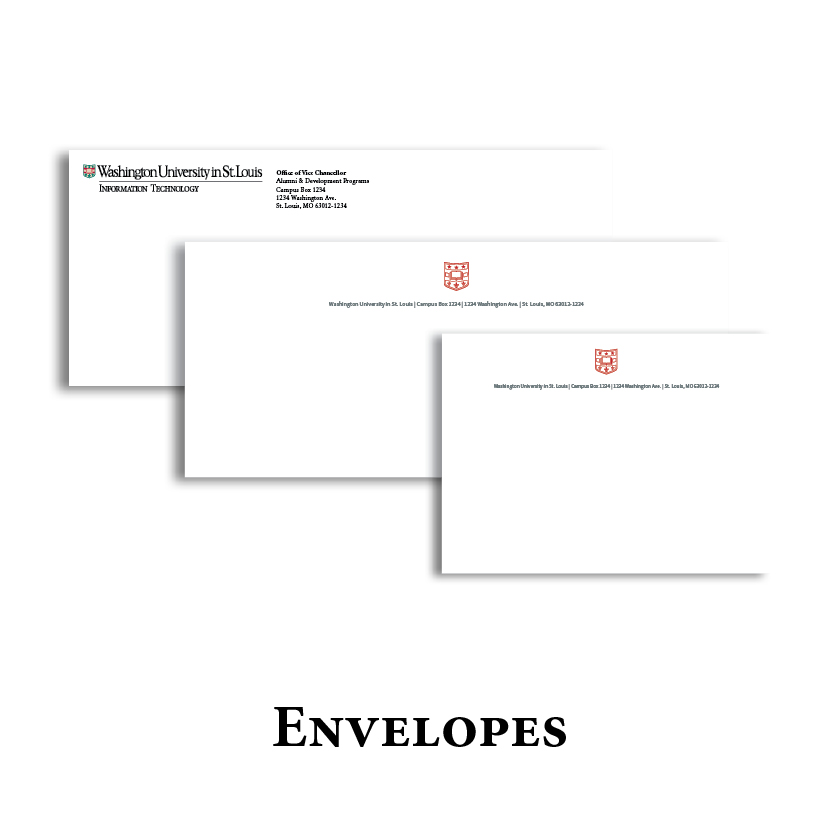 Washington University in St. Louis
Information Technology
Office of Vice Chancellor
Alumni & Development Programs
Campus Box 1234
1234 Washington Ave.
St. Louis, MO 63012-1234
Washington University in St. Louis | Campus Box 1234 | 1234 Washington Ave. | St. Louis, MO 63012-1234
Washington University in St. Louis | Campus Box 1234 | 1234 Washington Ave. | St. Louis, MO 63012-1234
Envelopes